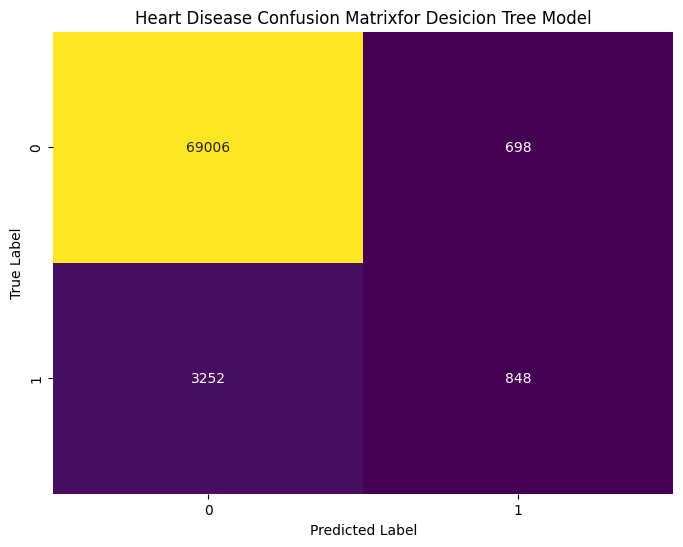 Heart Disease Confusion Matrixfor Desicion Tree Model
True Label
0
69006
698
1
3252
848
0
1
Predicted Label